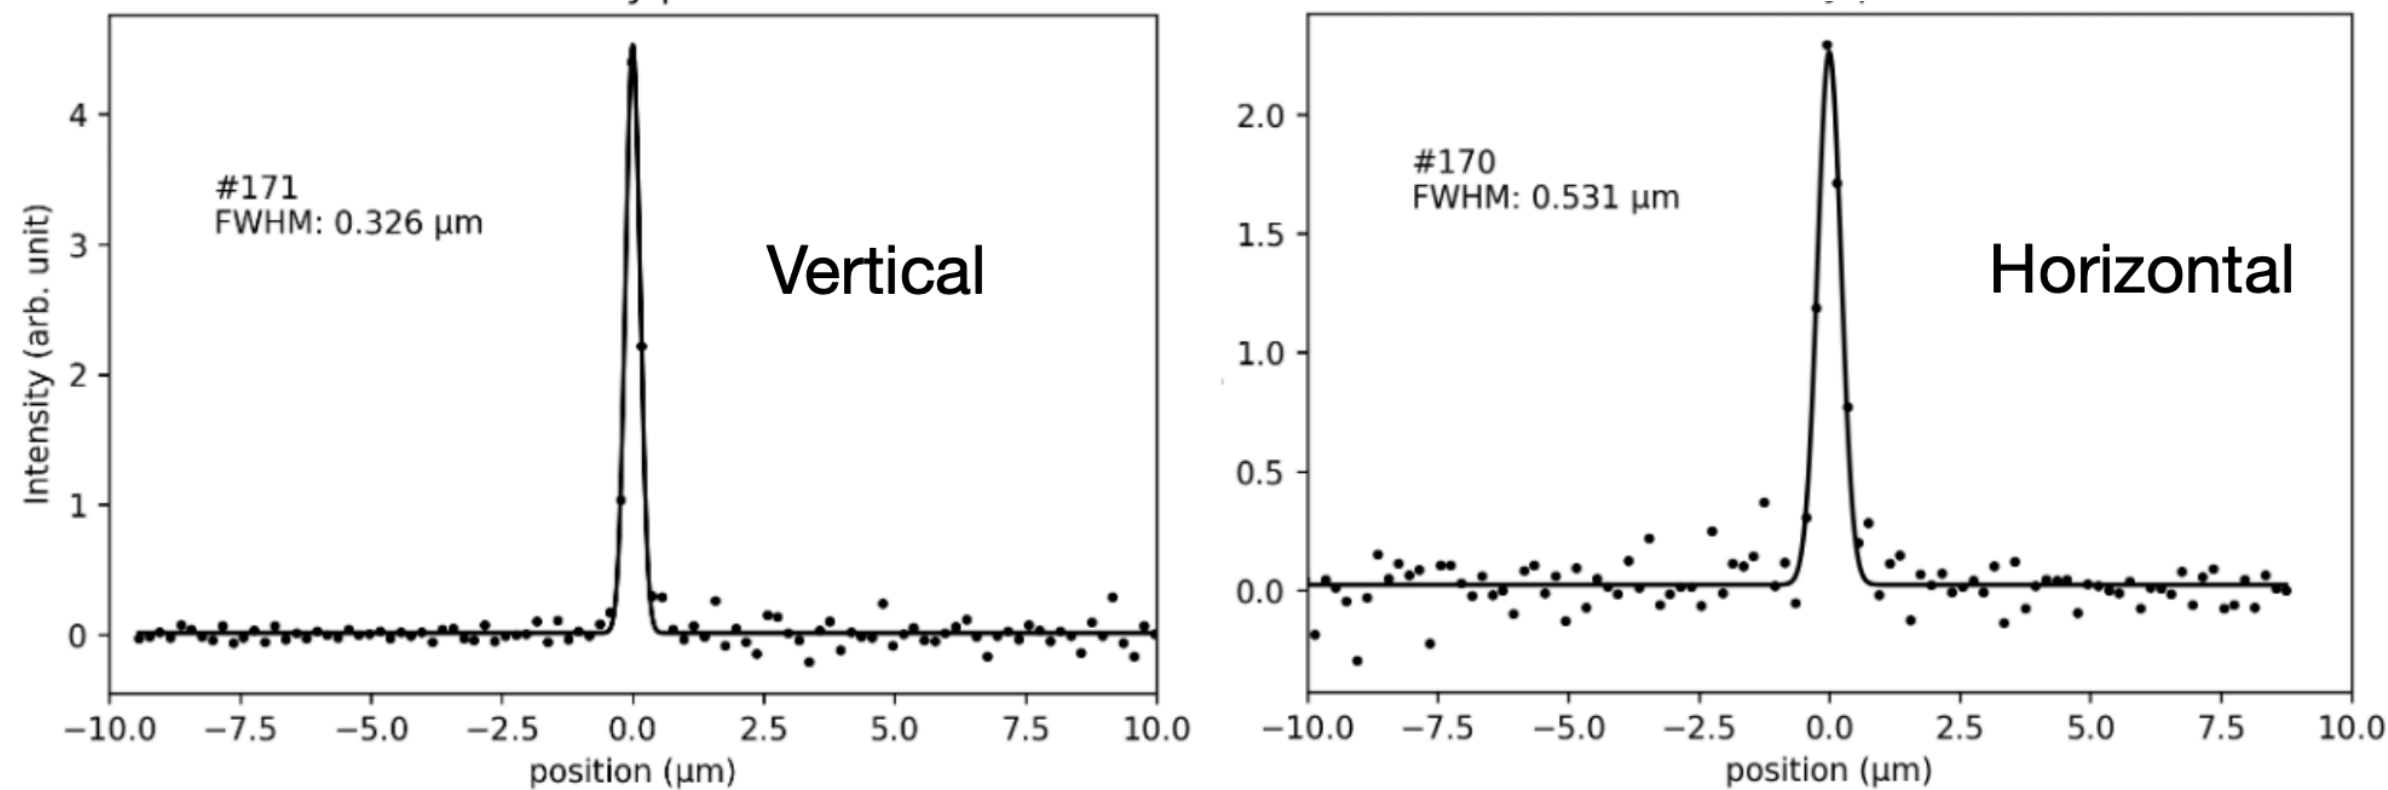 4
3
2
1
0
Intensity (arb. unit)
#171
FWHM: 0.326 μm
Vertical
−10.0 −7.5 −5.0 −2.5 0.0 2.5 5.0 7.5 10.0
position (μm)
2.0
1.5
1.0
0.5
0.0
#170
FWHM: 0.531 μm
Horizontal
−10.0 −7.5 −5.0 −2.5 0.0 2.5 5.0 7.5 10.0
position (μm)